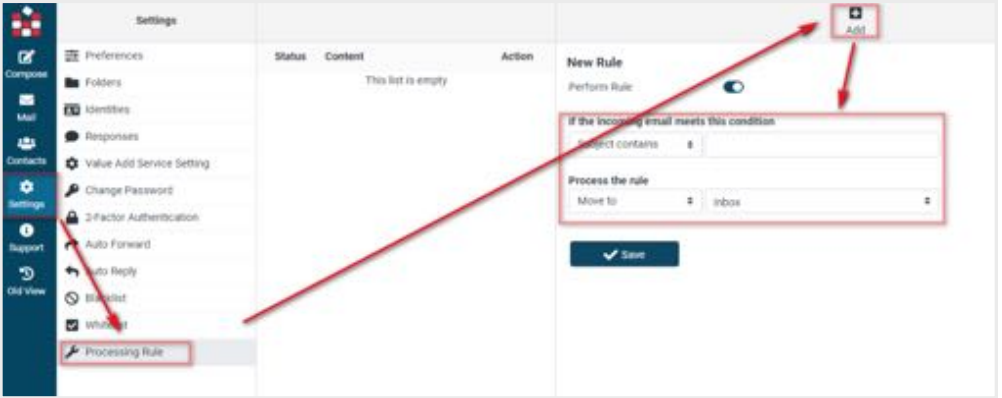 Settings
Add
Compose
Mail
Contacts
Settings
Support
Old View
Preferences
Folders
Identities
Responses
Value Add Service Setting
Change Password
2-Factor Authentication
Auto Forward
Auto Reply
Blacklist
Whitelist
Processing Rule
Status Content Action
This list is empty
New Rule
Perform Rule
If the incoming email meets this condition
Subject contains
Process the rule
Move to Inbox
Save